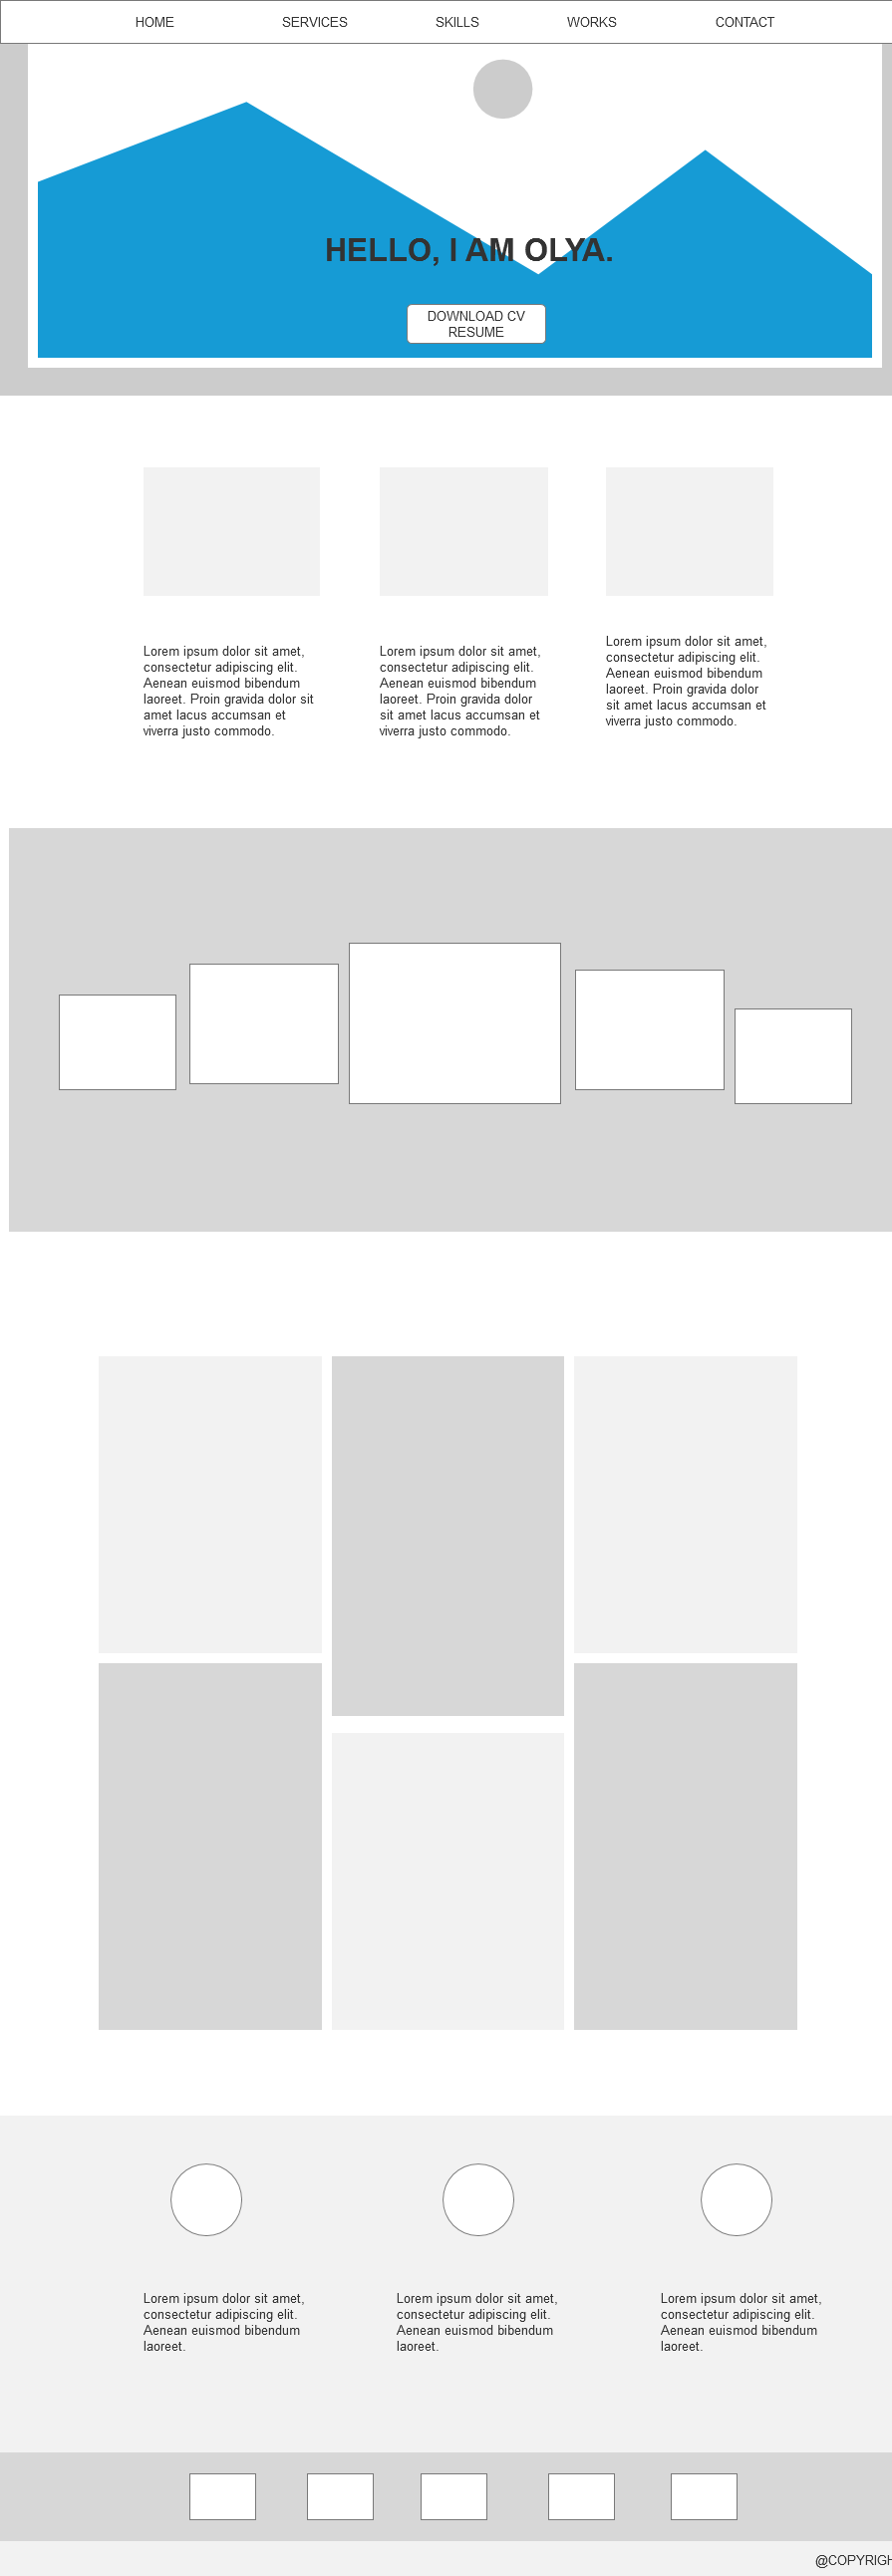 HOME SERVICES SKILLS WORKS CONTACT
HELLO, I AM OLYA.
DOWNLOAD CV
RESUME
Lorem ipsum dolor sit amet,
consectetur adipiscing elit.
Aenean euismod bibendum
laoreet. Proin gravida dolor sit
amet lacus accumsan et
viverra justo commodo.
Lorem ipsum dolor sit amet,
consectetur adipiscing elit.
Aenean euismod bibendum
laoreet. Proin gravida dolor
sit amet lacus accumsan et
viverra justo commodo.
Lorem ipsum dolor sit amet,
consectetur adipiscing elit.
Aenean euismod bibendum
laoreet. Proin gravida dolor
sit amet lacus accumsan et
viverra justo commodo.
Lorem ipsum dolor sit amet,
consectetur adipiscing elit.
Aenean euismod bibendum
laoreet.
Lorem ipsum dolor sit amet,
consectetur adipiscing elit.
Aenean euismod bibendum
laoreet.
Lorem ipsum dolor sit amet,
consectetur adipiscing elit.
Aenean euismod bibendum
laoreet.
@COPYRIGH